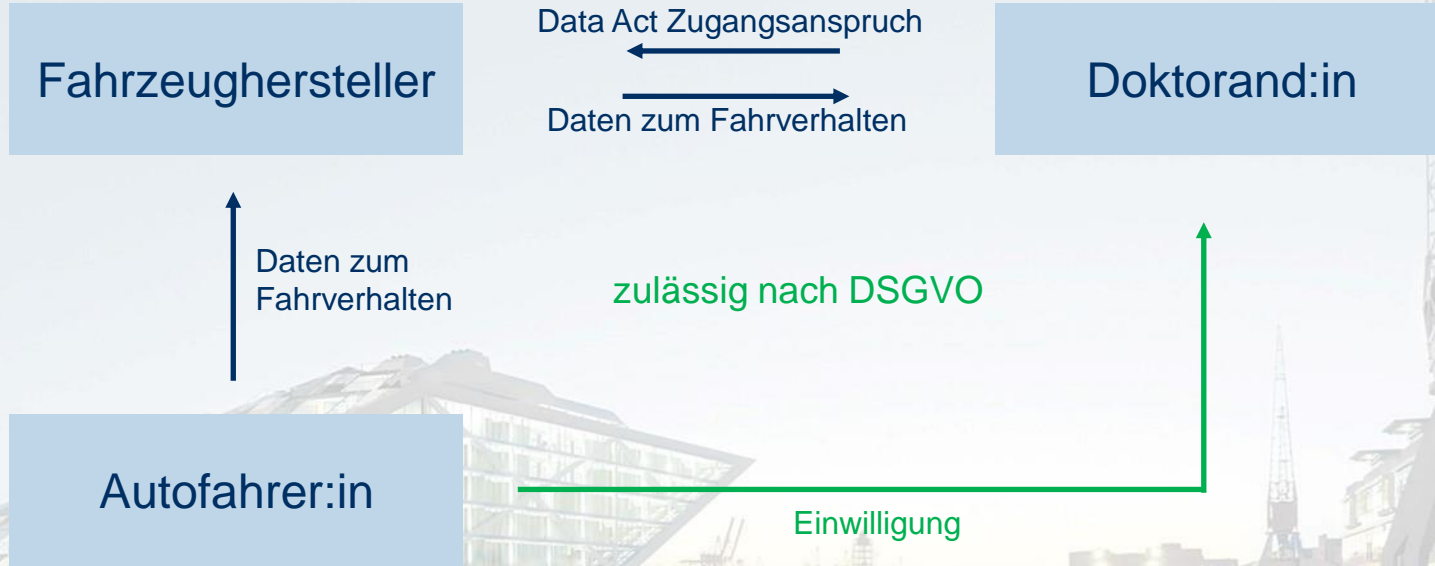 Data Act Zugangsanspruch
Fahrzeughersteller
Doktorand:in
Daten zum Fahrverhalten
Daten zum
Fahrverhalten
zulässig nach DSGVO
Autofahrer:in
Einwilligung